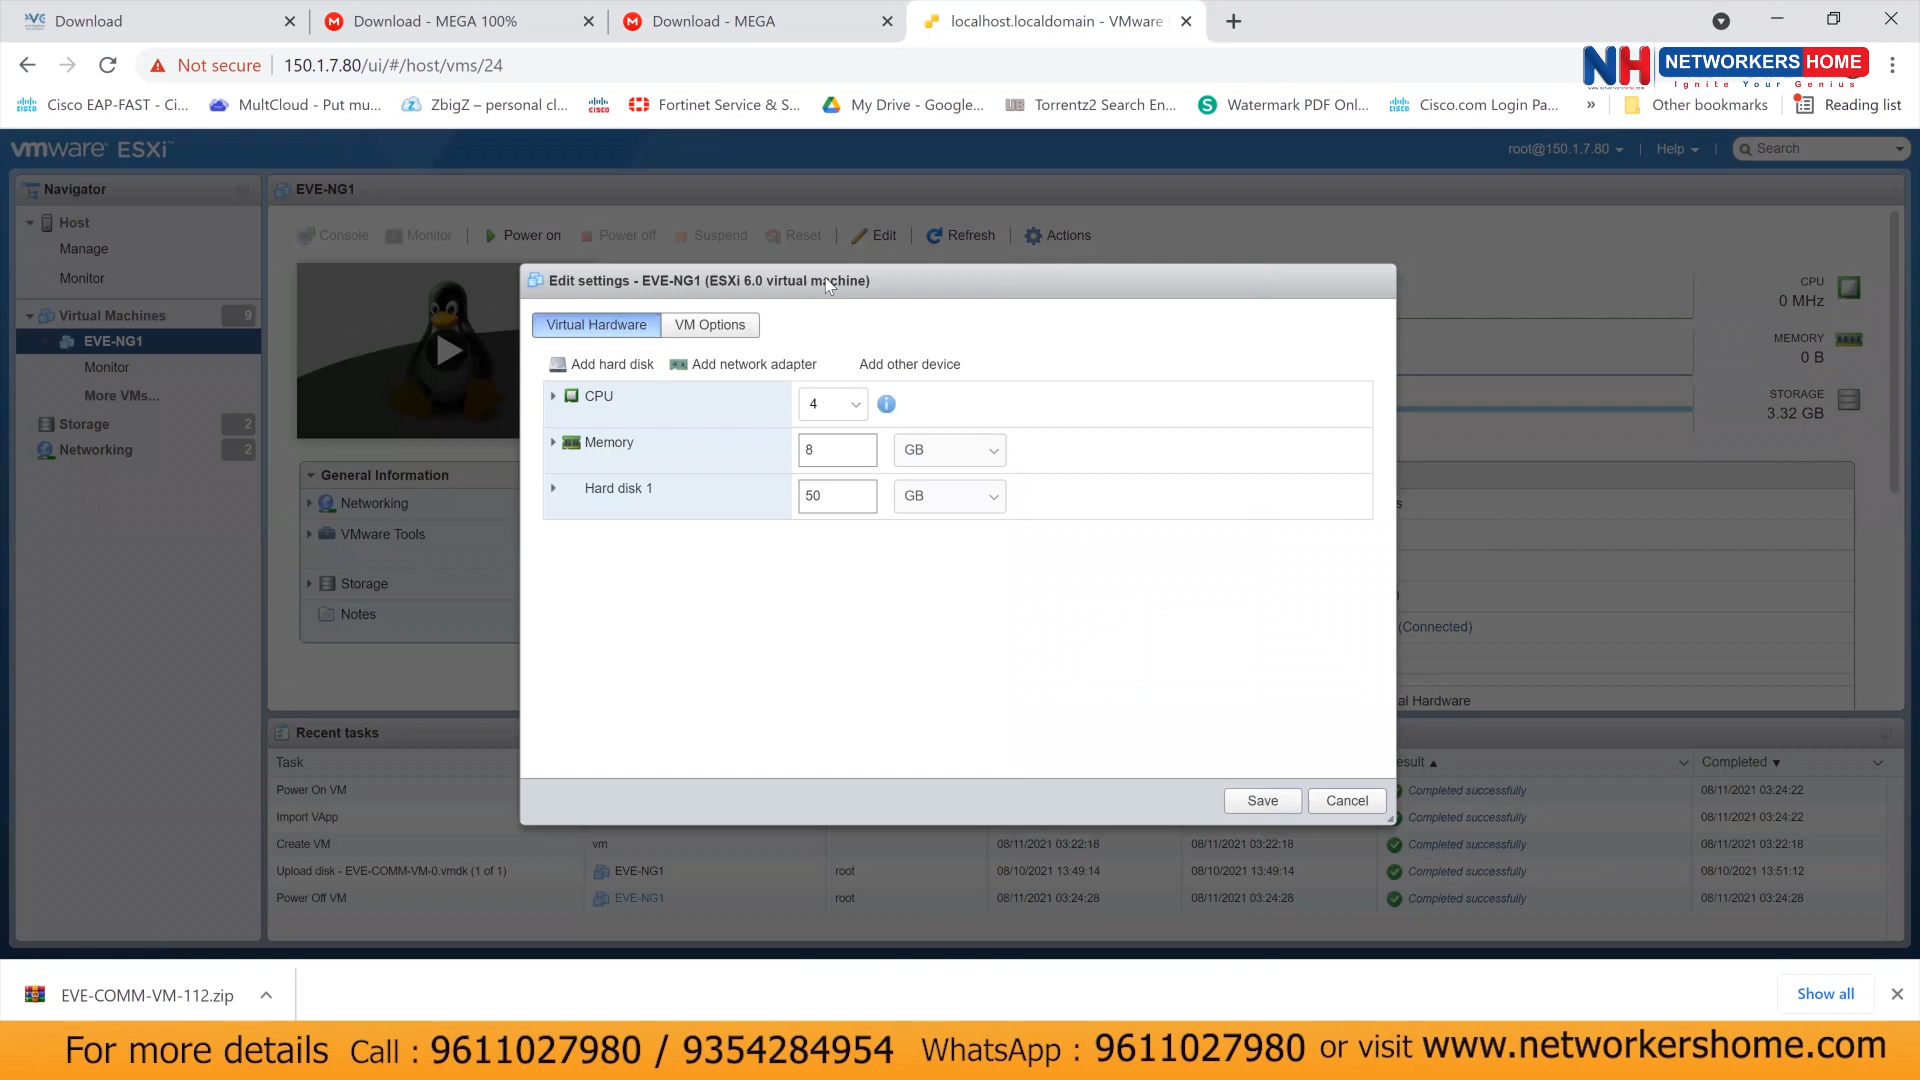 Download
Download - MEGA 100%
Download - MEGA
localhost.localdomain - VMware
Not secure
150.1.7.80/ui/#/host/vms/24
NH NETWORKERS HOME
www.networkershome.com
Ignite Your Genius
Cisco EAP-FAST - Ci...
MultCloud - Put mu...
ZbigZ – personal cl...
Fortinet Service & S...
My Drive - Google...
Torrentz2 Search En...
Watermark PDF Onl...
Cisco.com Login Pa...
»
Other bookmarks
Reading list
vmware ESXi
root@150.1.7.80
Help
Search
Navigator
Host
Manage
Monitor
Virtual Machines 9
EVE-NG1
Monitor
More VMs...
Storage 2
Networking 2
EVE-NG1
Console
Monitor
Power on
Power off
Suspend
Reset
Edit
Refresh
Actions
CPU
0 MHz
MEMORY
0 B
STORAGE
3.32 GB
General Information
Networking
VMware Tools
Storage
Notes
(Connected)
al Hardware
Edit settings - EVE-NG1 (ESXi 6.0 virtual machine)
Virtual Hardware
VM Options
Add hard disk
Add network adapter
Add other device
CPU 4
Memory 8 GB
Hard disk 1 50 GB
Save
Cancel
Recent tasks
Task esult Completed
Power On VM Completed successfully 08/11/2021 03:24:22
Import VApp Completed successfully 08/11/2021 03:24:22
Create VM vm 08/11/2021 03:22:18 08/11/2021 03:22:18 Completed successfully 08/11/2021 03:22:18
Upload disk - EVE-COMM-VM-0.vmdk (1 of 1) EVE-NG1 root 08/10/2021 13:49:14 08/10/2021 13:49:14 Completed successfully 08/10/2021 13:51:12
Power Off VM EVE-NG1 root 08/11/2021 03:24:28 08/11/2021 03:24:28 Completed successfully 08/11/2021 03:24:28
EVE-COMM-VM-112.zip
Show all
For more details Call : 9611027980 / 9354284954 WhatsApp : 9611027980 or visit www.networkershome.com